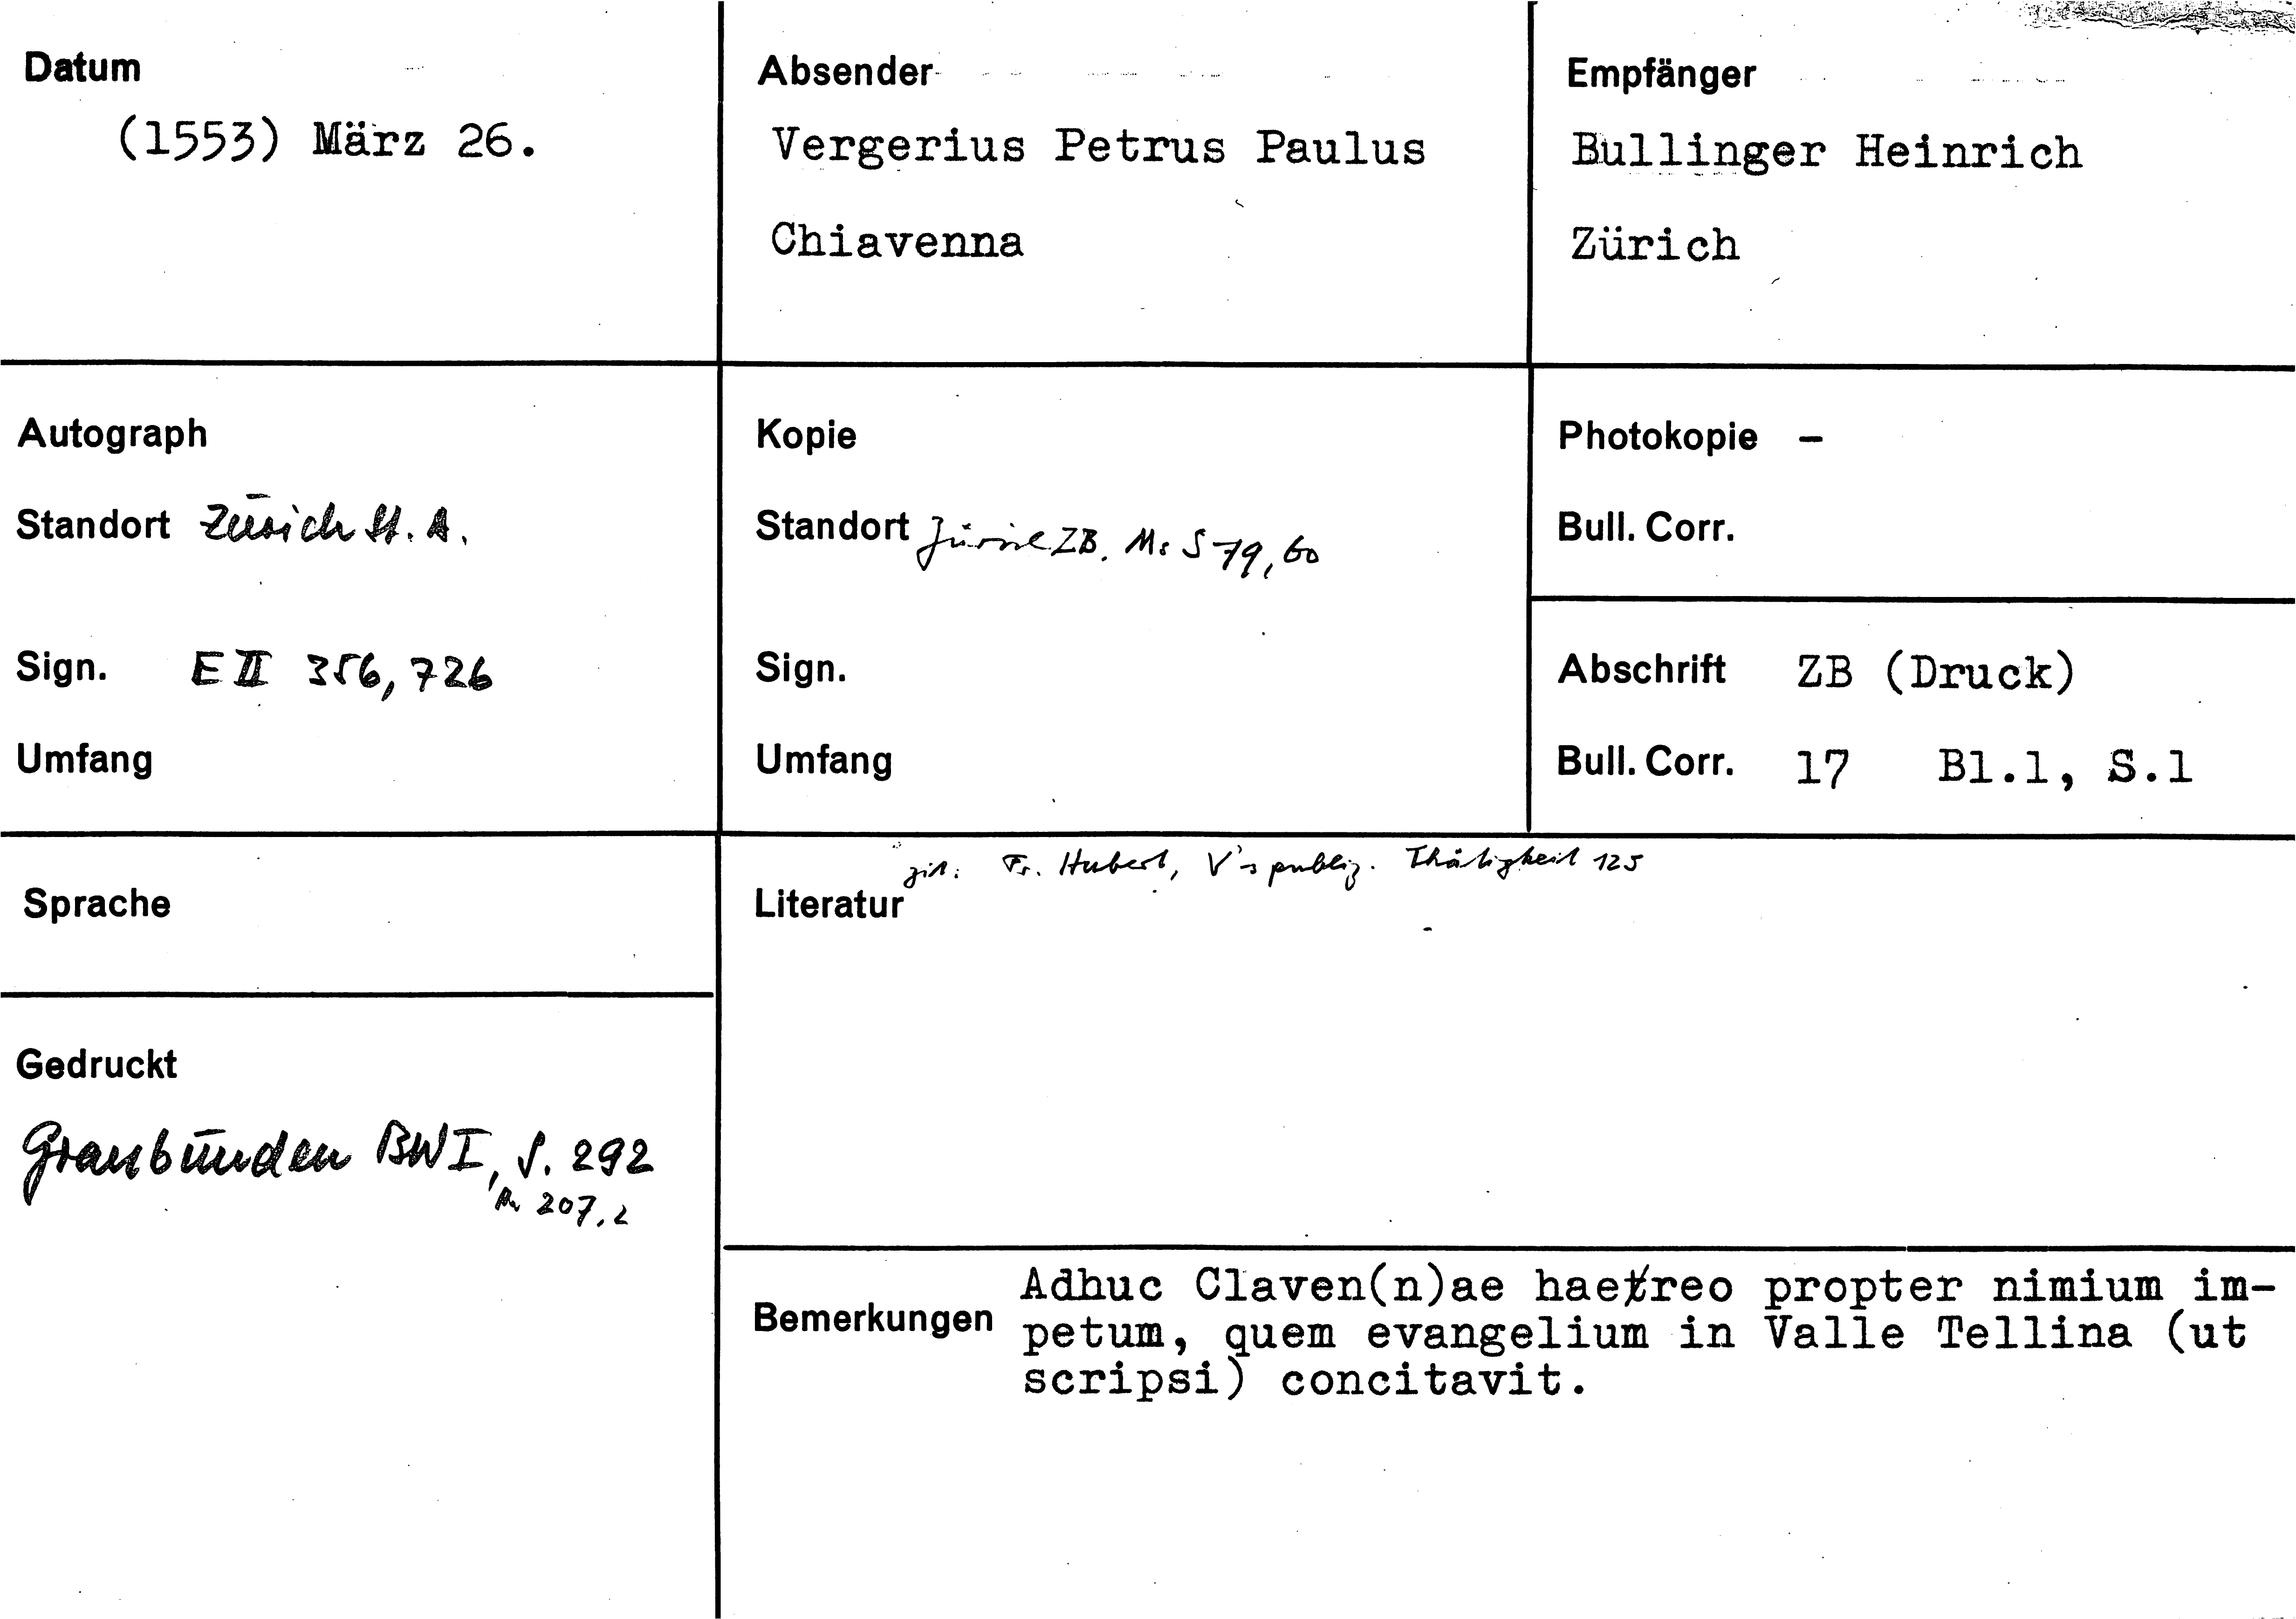 Datum
(1553) März 26.
Absender
Vergerius Petrus Paulus
Chiavenna
Empfänger
Bullinger Heinrich
Zürich
Autograph
Standort Zürich St. A.
Sign. E II 356, 726
Umfang
Kopie
Standort Zürich ZB. Ms S 79, 60
Sign.
Umfang
Photokopie –
Bull. Corr.
Abschrift ZB (Druck)
Bull. Corr. 17 Bl.1, S.1
Sprache
Gedruckt
Graubünden BW I, S. 292
207, 2
zit: Fr. Hubert, V's publiz. Thätigkeit 125
Literatur
Bemerkungen
Adhuc Claven(n)ae haereo propter nimium im-
petum, quem evangelium in Valle Tellina (ut
scripsi) concitavit.